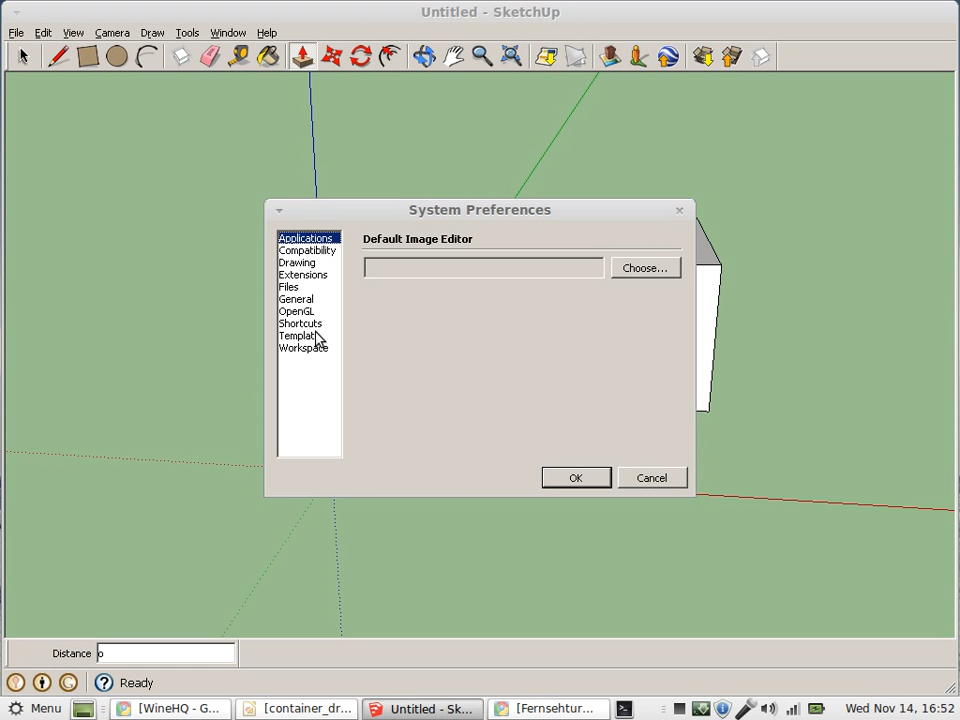 Untitled - SketchUp
File Edit View Camera Draw Tools Window Help
System Preferences
Applications
Compatibility
Drawing
Extensions
Files
General
OpenGL
Shortcuts
Templat
Workspace
Default Image Editor
Choose...
OK Cancel
Distance o
Ready
Menu [WineHQ - G... [container_dr... Untitled - Sk... [Fernsehtur... Wed Nov 14, 16:52